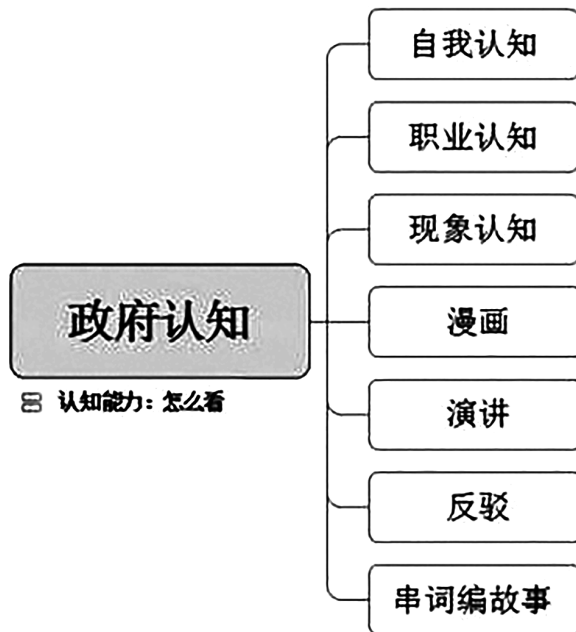 自我认知
职业认知
现象认知
政府认知
漫画
认知能力：怎么看
演讲
反驳
串词编故事